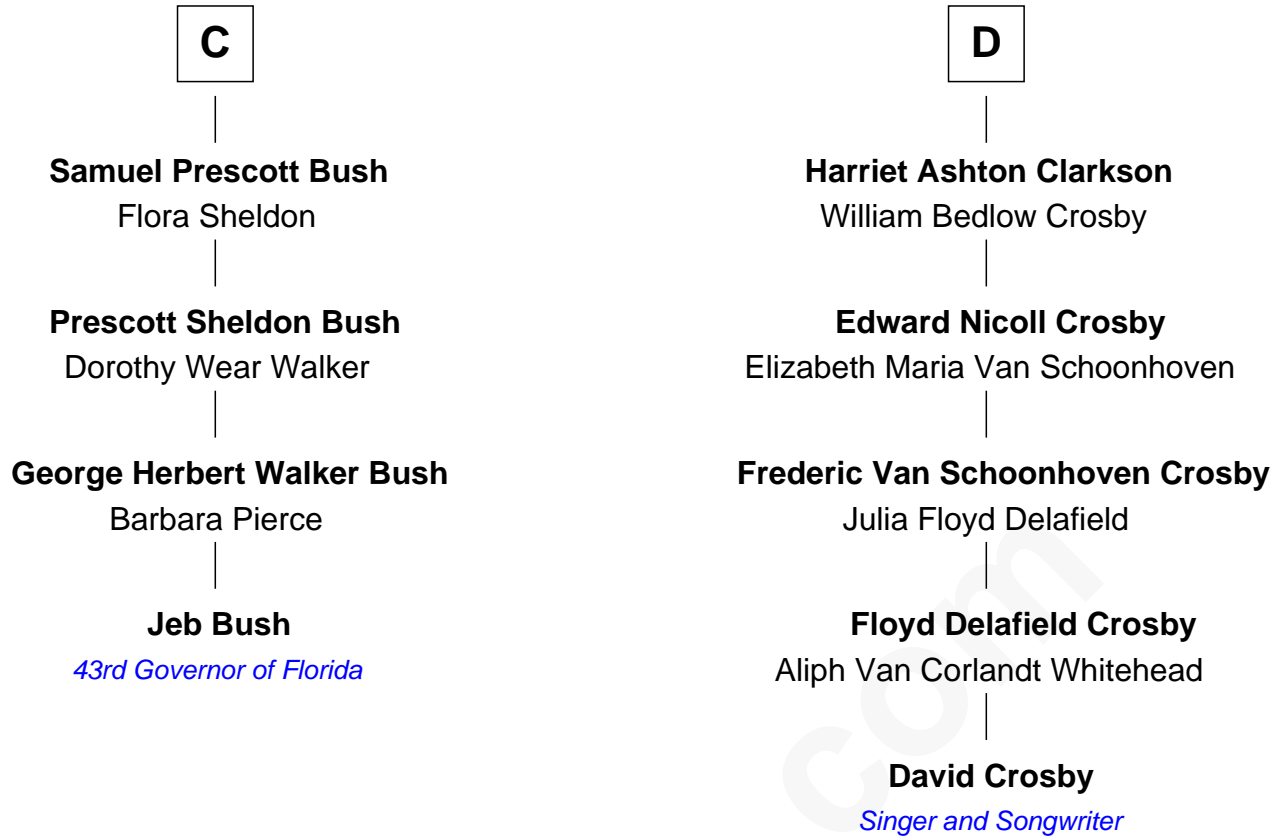 C
Samuel Prescott Bush
Flora Sheldon
Prescott Sheldon Bush
Dorothy Wear Walker
George Herbert Walker Bush
Barbara Pierce
Jeb Bush
43rd Governor of Florida
D
Harriet Ashton Clarkson
William Bedlow Crosby
Edward Nicoll Crosby
Elizabeth Maria Van Schoonhoven
Frederic Van Schoonhoven Crosby
Julia Floyd Delafield
Floyd Delafield Crosby
Aliph Van Corlandt Whitehead
David Crosby
Singer and Songwriter
com